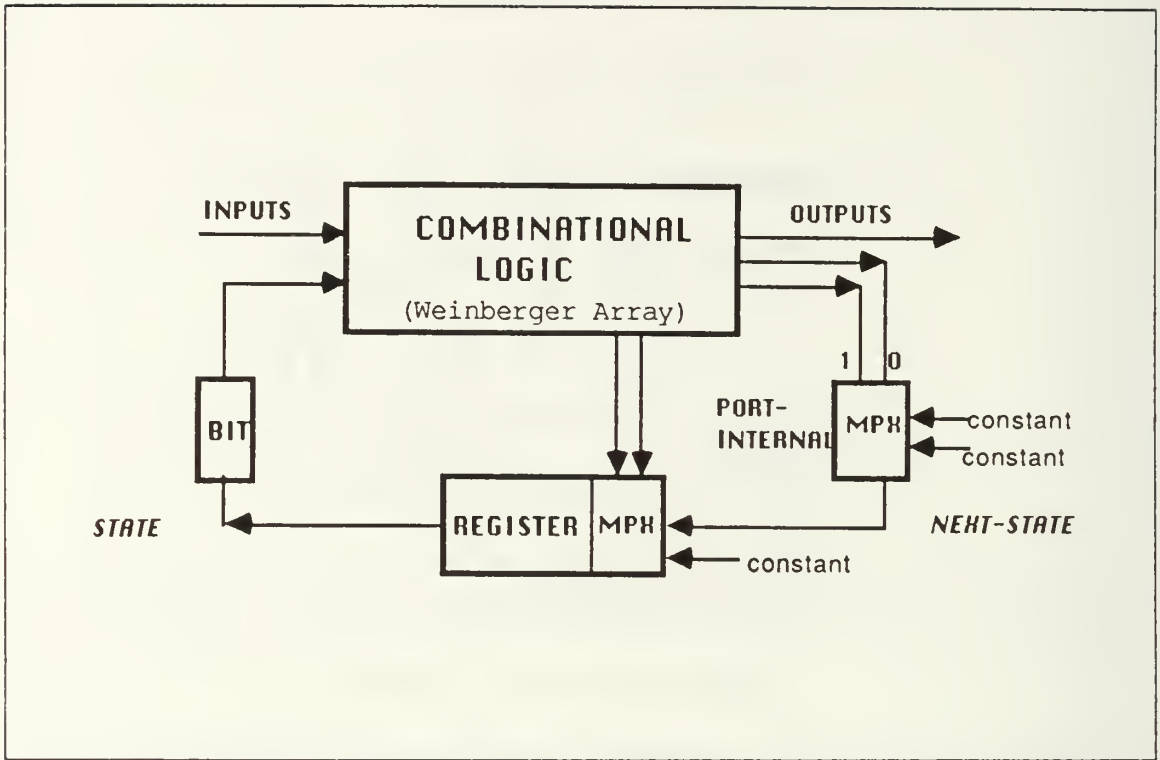 INPUTS
COMBINATIONAL
LOGIC
(Weinberger Array)
OUTPUTS
1 0
BIT
PORT-
INTERNAL
MPX
constant
constant
STATE
REGISTER
MPX
NEXT-STATE
constant